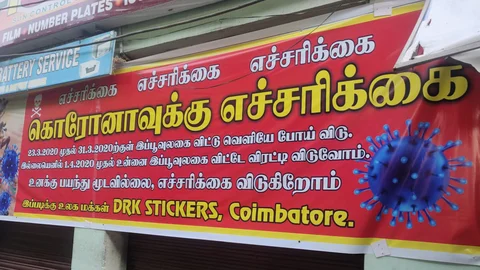 FILM - NUMBER PLATES
BATTERY SERVICE
எச்சரிக்கை எச்சரிக்கை எச்சரிக்கை
கொரோனாவுக்கு எச்சரிக்கை
23.3.2020 முதல் 31.3.2020ற்குள் இப்பூவுலகை விட்டு வெளியே போய் விடு.
இல்லையெனில் 1.4.2020 முதல் உன்னை இப்பூவுலகை விட்டே விரட்டி விடுவோம்.
உனக்கு பயந்து மூடவில்லை, எச்சரிக்கை விடுகிறோம்
இப்படிக்கு உலக மக்கள் DRK STICKERS, Coimbatore.